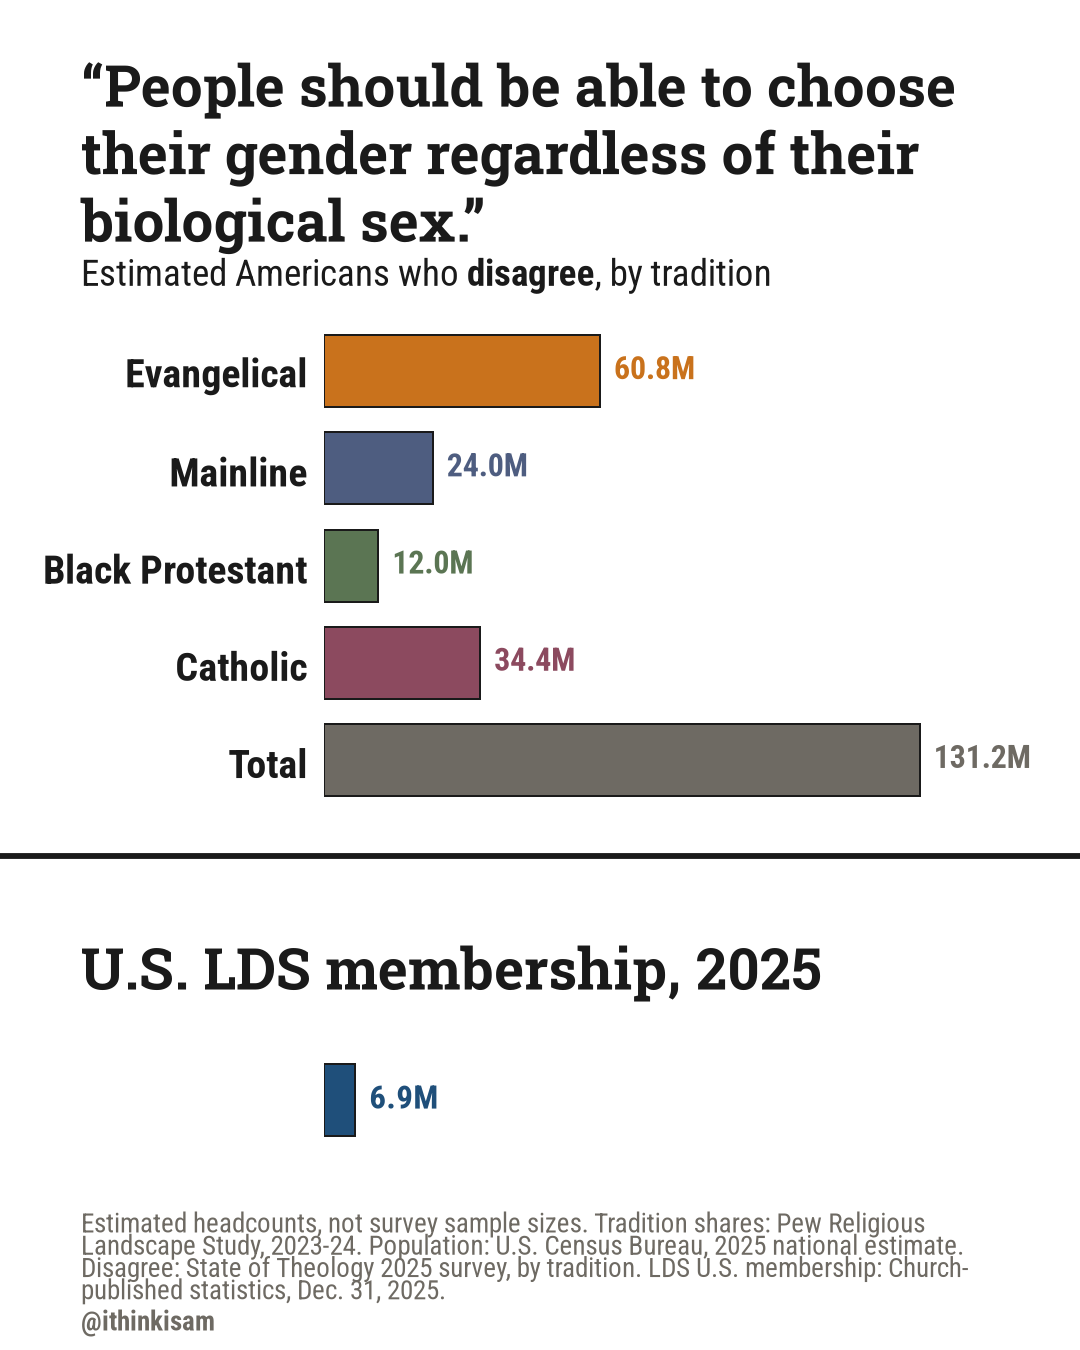 “People should be able to choose
their gender regardless of their
biological sex.”
Estimated Americans who disagree, by tradition
Evangelical 60.8M
Mainline 24.0M
Black Protestant 12.0M
Catholic 34.4M
Total 131.2M
U.S. LDS membership, 2025
6.9M
Estimated headcounts, not survey sample sizes. Tradition shares: Pew Religious
Landscape Study, 2023-24. Population: U.S. Census Bureau, 2025 national estimate.
Disagree: State of Theology 2025 survey, by tradition. LDS U.S. membership: Church-
published statistics, Dec. 31, 2025.
@ithinkisam